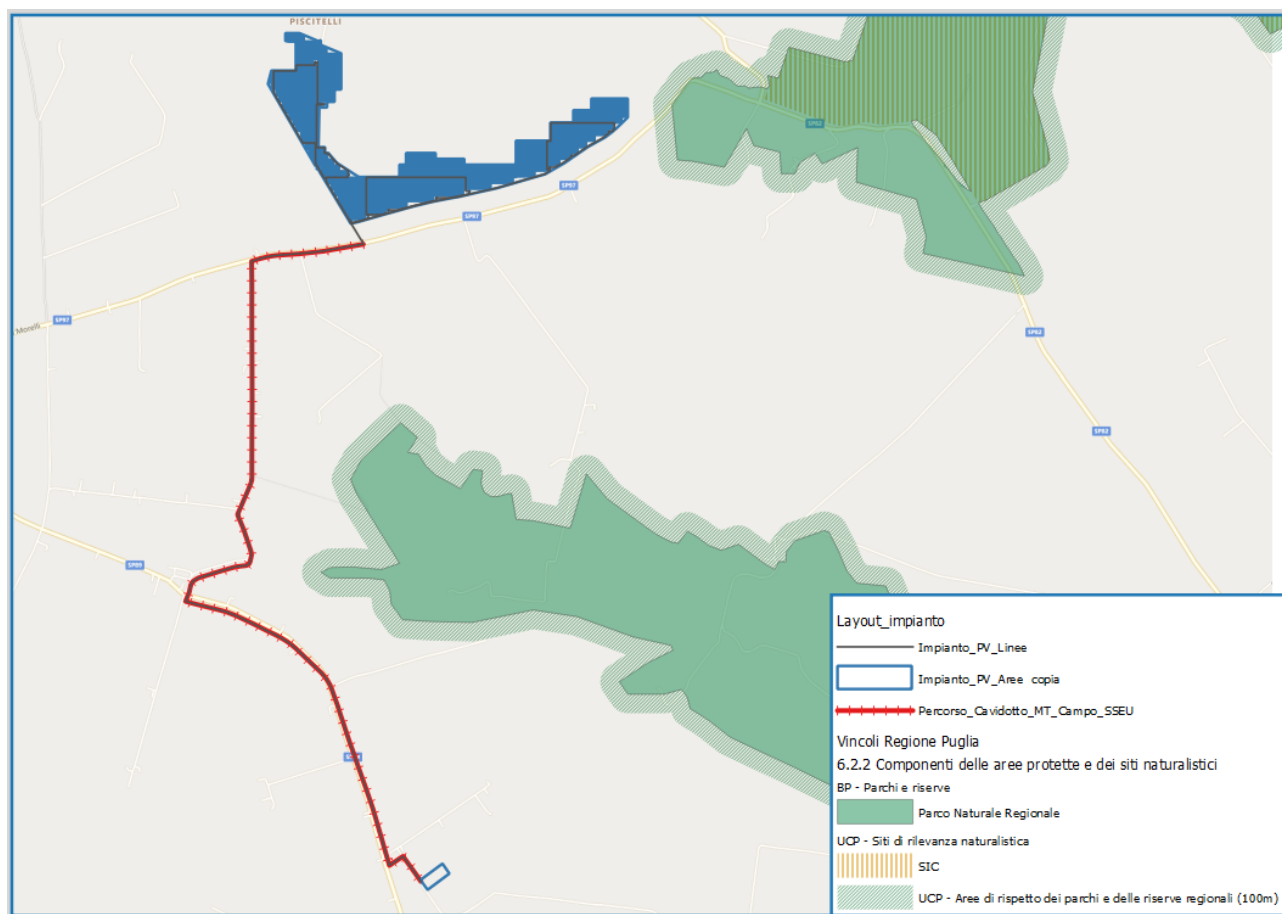 PISCITELLI
SP82
SP97
SP97
SP97
Morelli
SP82
SP82
SP89
Layout_impianto
Impianto_PV_Linee
Impianto_PV_Aree copia
Percorso_Cavidotto_MT_Campo_SSEU
Vincoli Regione Puglia
6.2.2 Componenti delle aree protette e dei siti naturalistici
BP - Parchi e riserve
Parco Naturale Regionale
UCP - Siti di rilevanza naturalistica
SIC
UCP - Aree di rispetto dei parchi e delle riserve regionali (100m)